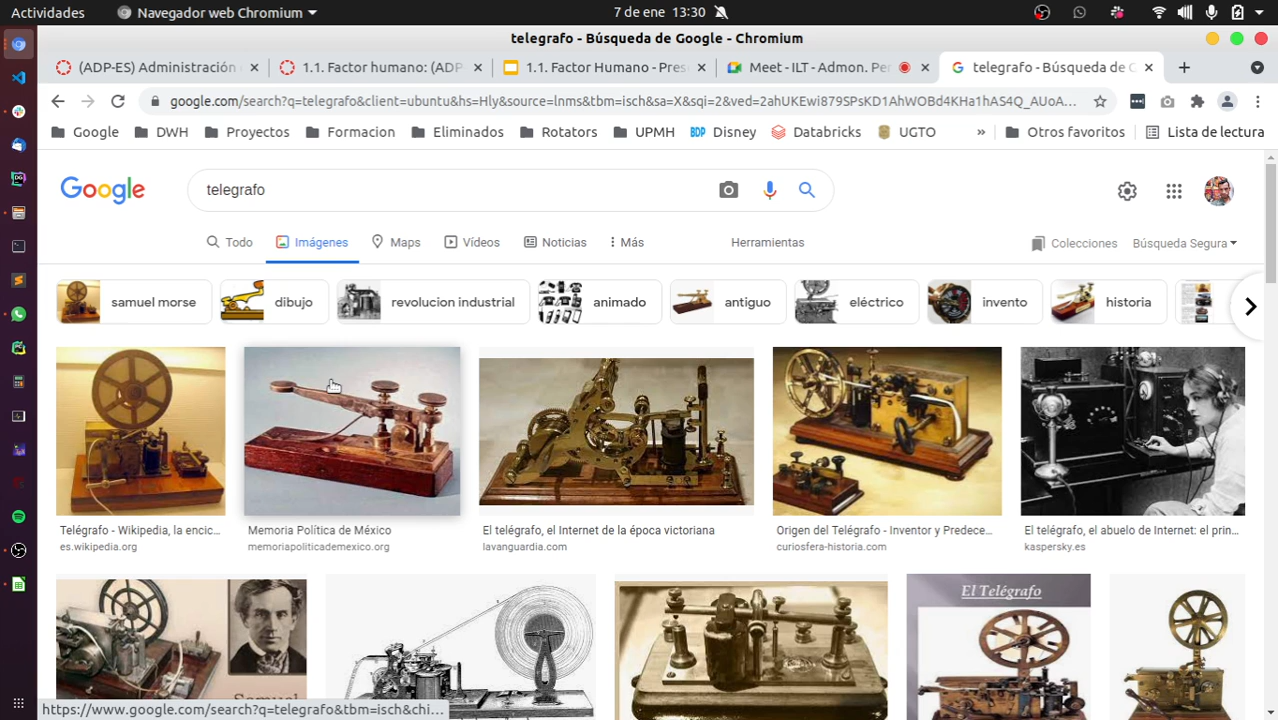 Actividades
Navegador web Chromium
7 de ene 13:30
telegrafo - Búsqueda de Google - Chromium
(ADP-ES) Administración
1.1. Factor humano: (ADP
1.1. Factor Humano - Pres
Meet - ILT - Admon. Per
telegrafo - Búsqueda de G
google.com/search?q=telegrafo&client=ubuntu&hs=Hly&source=lnms&tbm=isch&sa=X&sqi=2&ved=2ahUKEwi879SPsKD1AhWOBd4KHa1hAS4Q_AUoA...
Google
DWH
Proyectos
Formacion
Eliminados
Rotators
UPMH
BDP Disney
Databricks
UGTO
»
Otros favoritos
Lista de lectura
Google
telegrafo
Todo
Imágenes
Maps
Vídeos
Noticias
Más
Herramientas
Colecciones
Búsqueda Segura
samuel morse
dibujo
revolucion industrial
animado
antiguo
eléctrico
invento
historia
Telégrafo - Wikipedia, la encic...
es.wikipedia.org
Memoria Política de México
memoriapoliticademexico.org
El telégrafo, el Internet de la época victoriana
lavanguardia.com
Origen del Telégrafo - Inventor y Predece...
curiosfera-historia.com
El telégrafo, el abuelo de Internet: el prin...
kaspersky.es
El Telégrafo
Samuel
https://www.google.com/search?q=telegrafo&tbm=isch&chi...